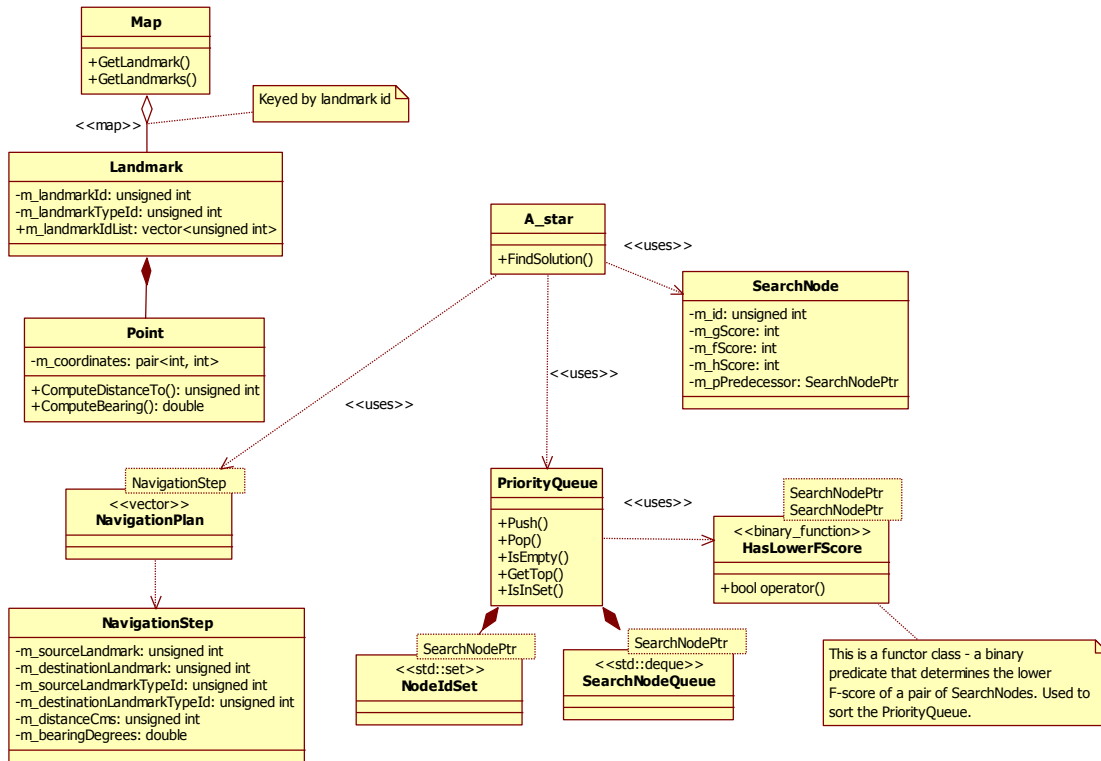 Map
+GetLandmark()
+GetLandmarks()
Keyed by landmark id
<<map>>
Landmark
-m_landmarkId: unsigned int
-m_landmarkTypeId: unsigned int
+m_landmarkIdList: vector<unsigned int>
Point
-m_coordinates: pair<int, int>
+ComputeDistanceTo(): unsigned int
+ComputeBearing(): double
A_star
+FindSolution()
<<uses>>
SearchNode
-m_id: unsigned int
-m_gScore: int
-m_fScore: int
-m_hScore: int
-m_pPredecessor: SearchNodePtr
<<uses>>
<<uses>>
NavigationStep
<<vector>>
NavigationPlan
NavigationStep
-m_sourceLandmark: unsigned int
-m_destinationLandmark: unsigned int
-m_sourceLandmarkTypeId: unsigned int
-m_destinationLandmarkTypeId: unsigned int
-m_distanceCms: unsigned int
-m_bearingDegrees: double
PriorityQueue
+Push()
+Pop()
+IsEmpty()
+GetTop()
+IsInSet()
<<uses>>
SearchNodePtr
SearchNodePtr
<<binary_function>>
HasLowerFScore
+bool operator()
SearchNodePtr
<<std::set>>
NodeIdSet
SearchNodePtr
<<std::deque>>
SearchNodeQueue
This is a functor class - a binary
predicate that determines the lower
F-score of a pair of SearchNodes. Used to
sort the PriorityQueue.